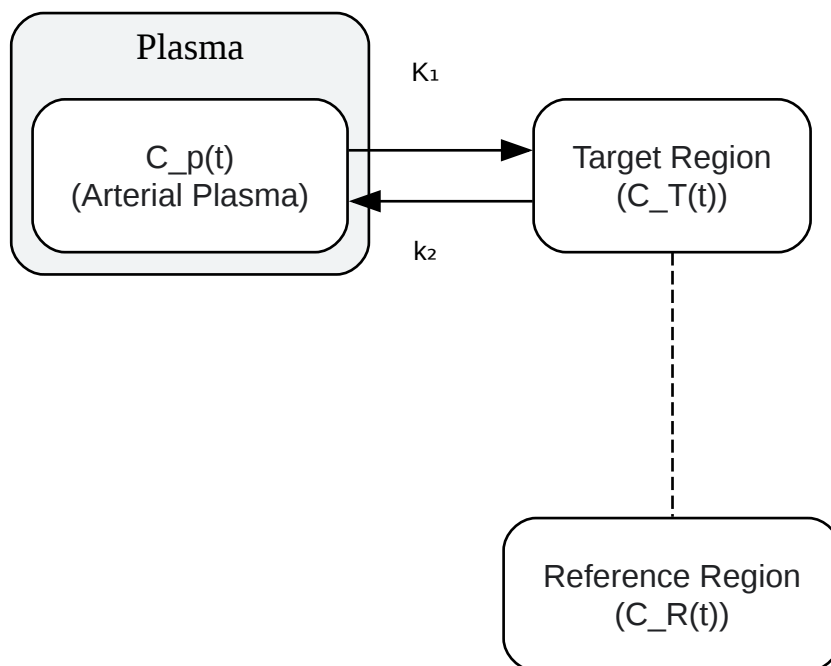 Plasma
K₁
C_p(t)
(Arterial Plasma)
Target Region
(C_T(t))
k₂
Reference Region
(C_R(t))